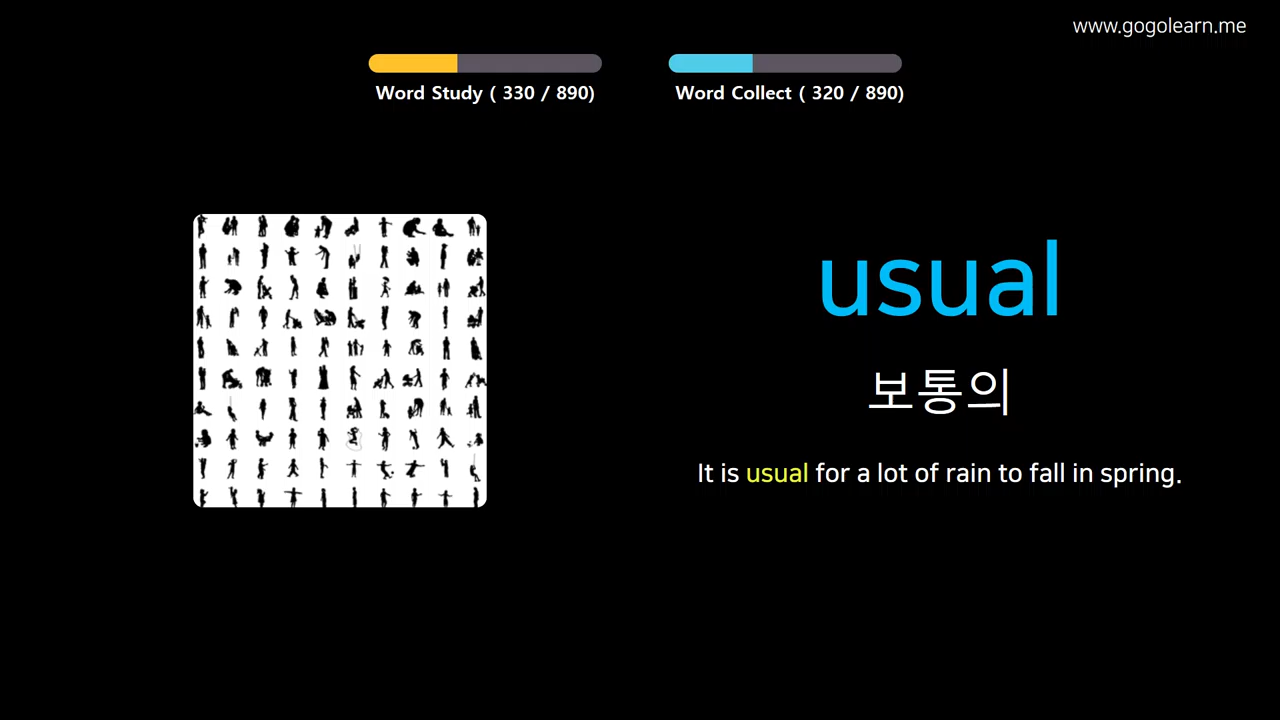 www.gogolearn.me
Word Study ( 330 / 890)
Word Collect ( 320 / 890)
usual
보통의
It is usual for a lot of rain to fall in spring.